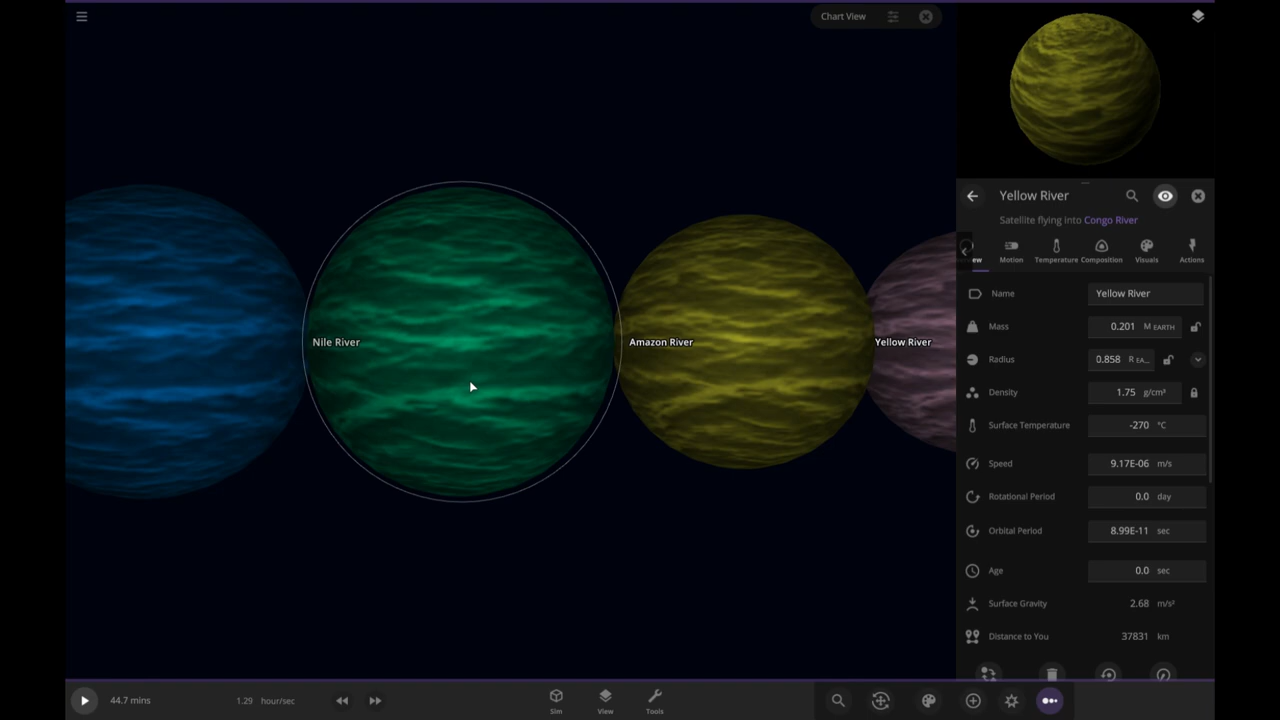 Chart View
Nile River
Amazon River
Yellow River
Yellow River
Satellite flying into Congo River
Motion
Temperature
Composition
Visuals
Actions
Name Yellow River
Mass 0.201 M EARTH
Radius 0.858 R EA...
Density 1.75 g/cm³
Surface Temperature -270 °C
Speed 9.17E-06 m/s
Rotational Period 0.0 day
Orbital Period 8.99E-11 sec
Age 0.0 sec
Surface Gravity 2.68 m/s²
Distance to You 37831 km
44.7 mins
1.29 hour/sec
Sim
View
Tools